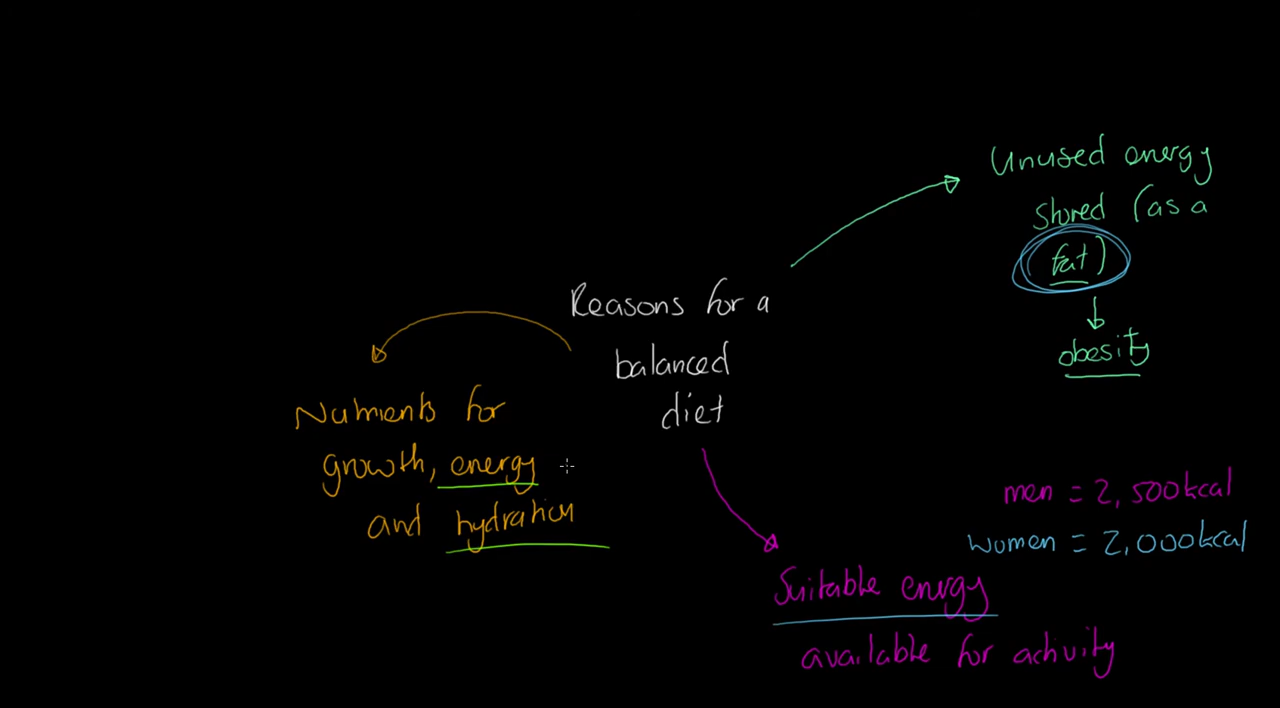 Unused energy
stored (as a
fat)
obesity
Reasons for a
balanced
diet
Nutrients for
growth, energy
and hydration
men = 2,500kcal
women = 2,000kcal
Suitable energy
available for activity